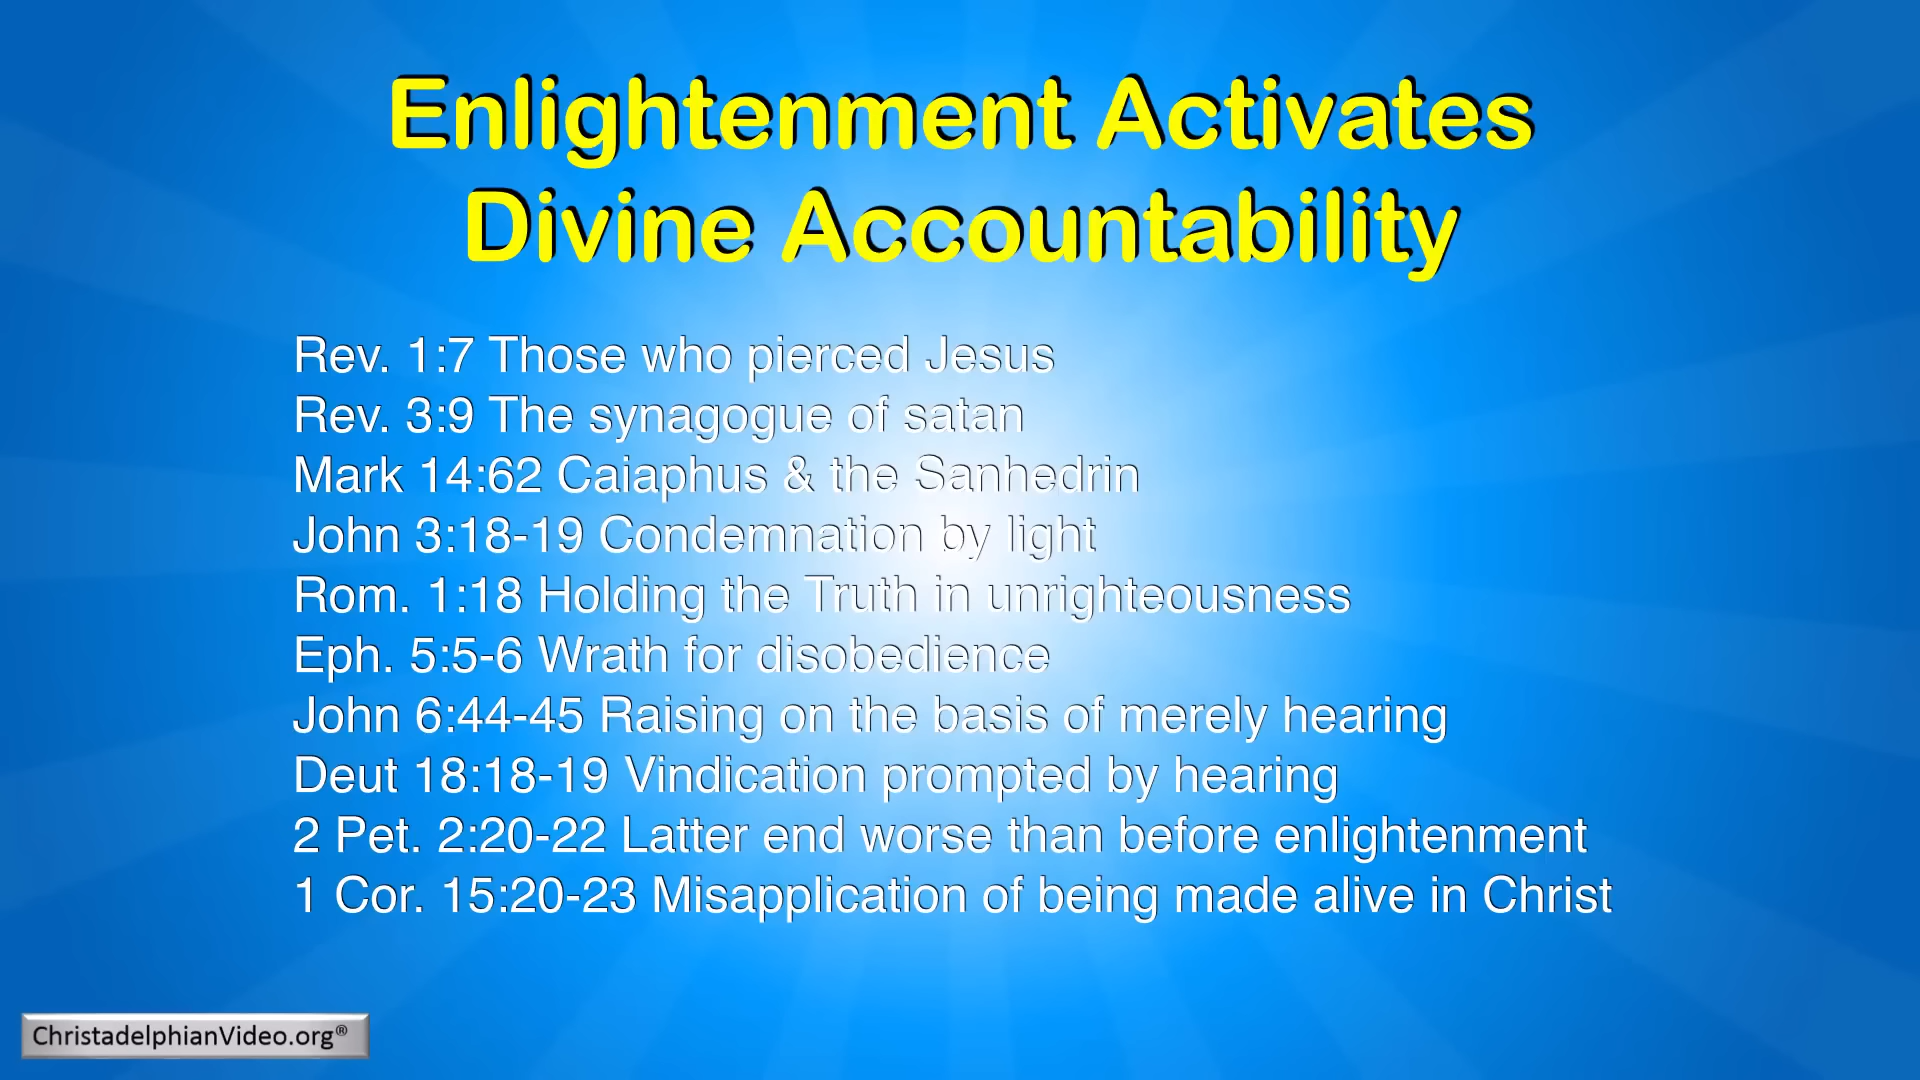 Enlightenment Activates
Divine Accountability
Rev. 1:7 Those who pierced Jesus
Rev. 3:9 The synagogue of satan
Mark 14:62 Caiaphus & the Sanhedrin
John 3:18-19 Condemnation by light
Rom. 1:18 Holding the Truth in unrighteousness
Eph. 5:5-6 Wrath for disobedience
John 6:44-45 Raising on the basis of merely hearing
Deut 18:18-19 Vindication prompted by hearing
2 Pet. 2:20-22 Latter end worse than before enlightenment
1 Cor. 15:20-23 Misapplication of being made alive in Christ
ChristadelphianVideo.org®